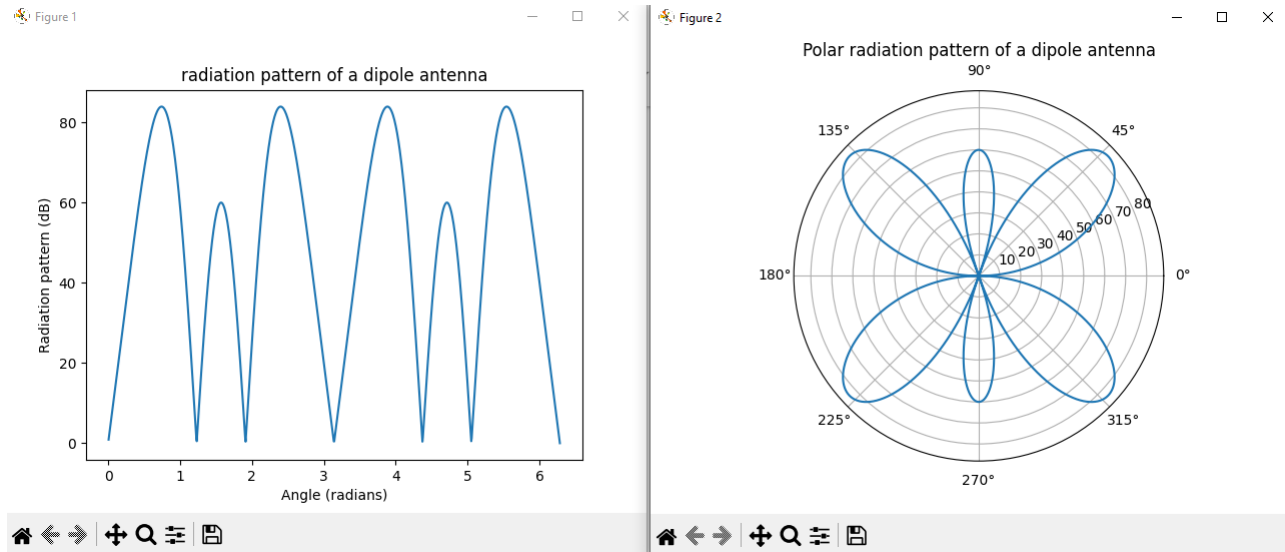 Figure 1
radiation pattern of a dipole antenna
Radiation pattern (dB)
80
60
40
20
0
0 1 2 3 4 5 6
Angle (radians)
Figure 2
Polar radiation pattern of a dipole antenna
90°
135° 45°
10 20 30 40 50 60 70 80
180° 0°
225° 315°
270°